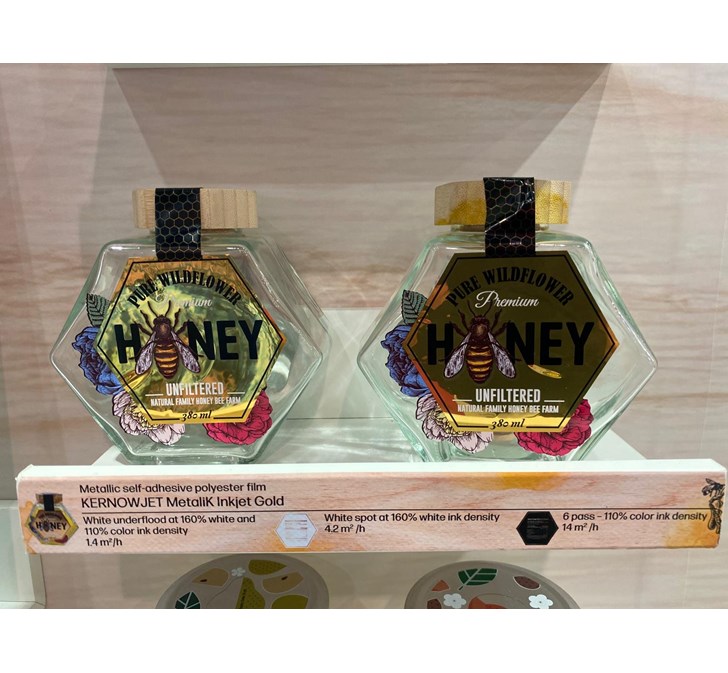 PURE WILDFLOWER
Premium
HONEY
UNFILTERED
NATURAL FAMILY HONEY BEE FARM
380 ml
PURE WILDFLOWER
Premium
HONEY
UNFILTERED
NATURAL FAMILY HONEY BEE FARM
380 ml
Metallic self-adhesive polyester film
KERNOWJET MetaliK Inkjet Gold
HONEY
White underflood at 160% white and
110% color ink density
1.4 m²/h
White spot at 160% white ink density
4.2 m² /h
6 pass – 110% color ink density
14 m² /h